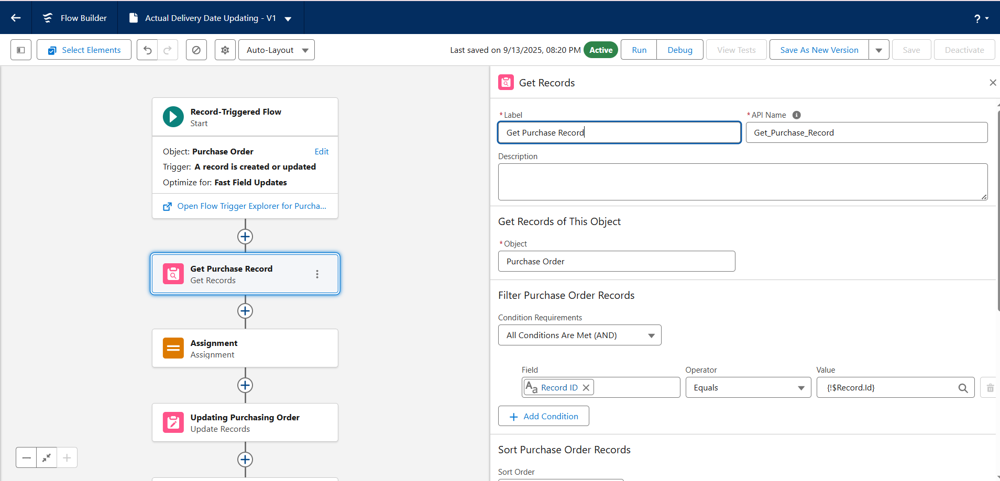 Flow Builder
Actual Delivery Date Updating - V1
?
Select Elements
Auto-Layout
Last saved on 9/13/2025, 08:20 PM
Active
Run
Debug
View Tests
Save As New Version
Save
Deactivate
Record-Triggered Flow
Start
Object: Purchase Order
Edit
Trigger: A record is created or updated
Optimize for: Fast Field Updates
Open Flow Trigger Explorer for Purcha...
Get Purchase Record
Get Records
Assignment
Assignment
Updating Purchasing Order
Update Records
Get Records
*Label
*API Name
Get Purchase Record
Get_Purchase_Record
Description
Get Records of This Object
*Object
Purchase Order
Filter Purchase Order Records
Condition Requirements
All Conditions Are Met (AND)
Field
Operator
Value
Aa Record ID
Equals
{!$Record.Id}
Add Condition
Sort Purchase Order Records
Sort Order